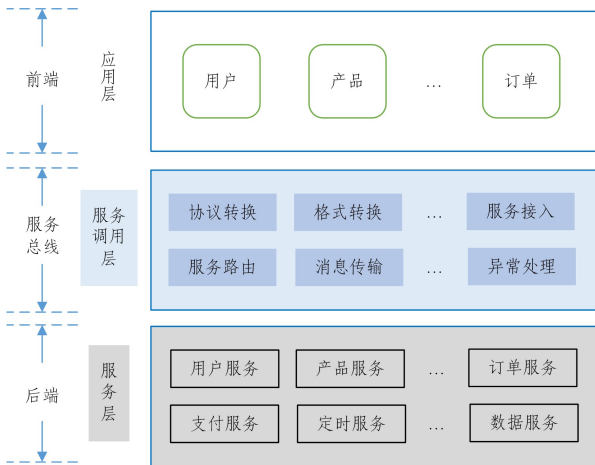 前端
应用层
用户
产品
…
订单
服务
总线
服务
调用
层
协议转换
格式转换
…
服务接入
服务路由
消息传输
…
异常处理
后端
服务层
用户服务
产品服务
…
订单服务
支付服务
定时服务
…
数据服务